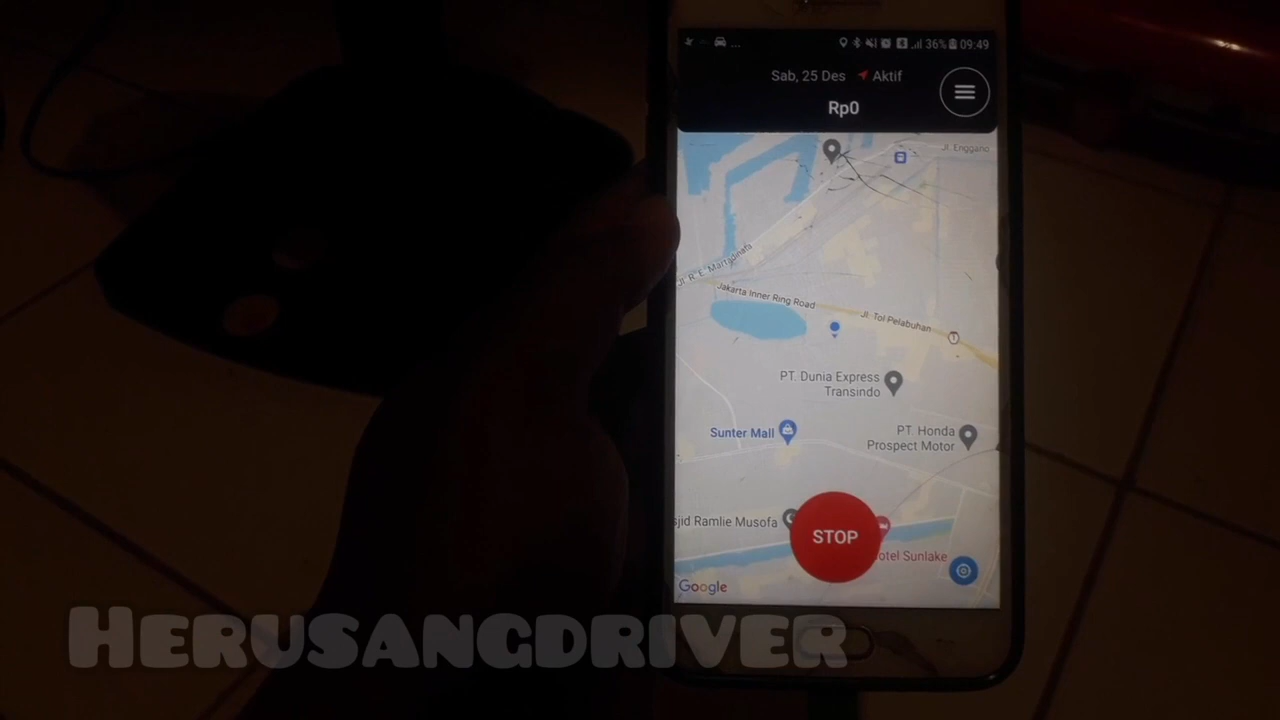 36% 09:49
Sab, 25 Des Aktif
Rp0
Jl. Enggano
Jl. R. E. Martadinata
Jakarta Inner Ring Road
Jl. Tol Pelabuhan
PT. Dunia Express
Transindo
Sunter Mall
PT. Honda
Prospect Motor
sjid Ramlie Musofa
STOP
otel Sunlake
Google
HERUSANGDRIVER